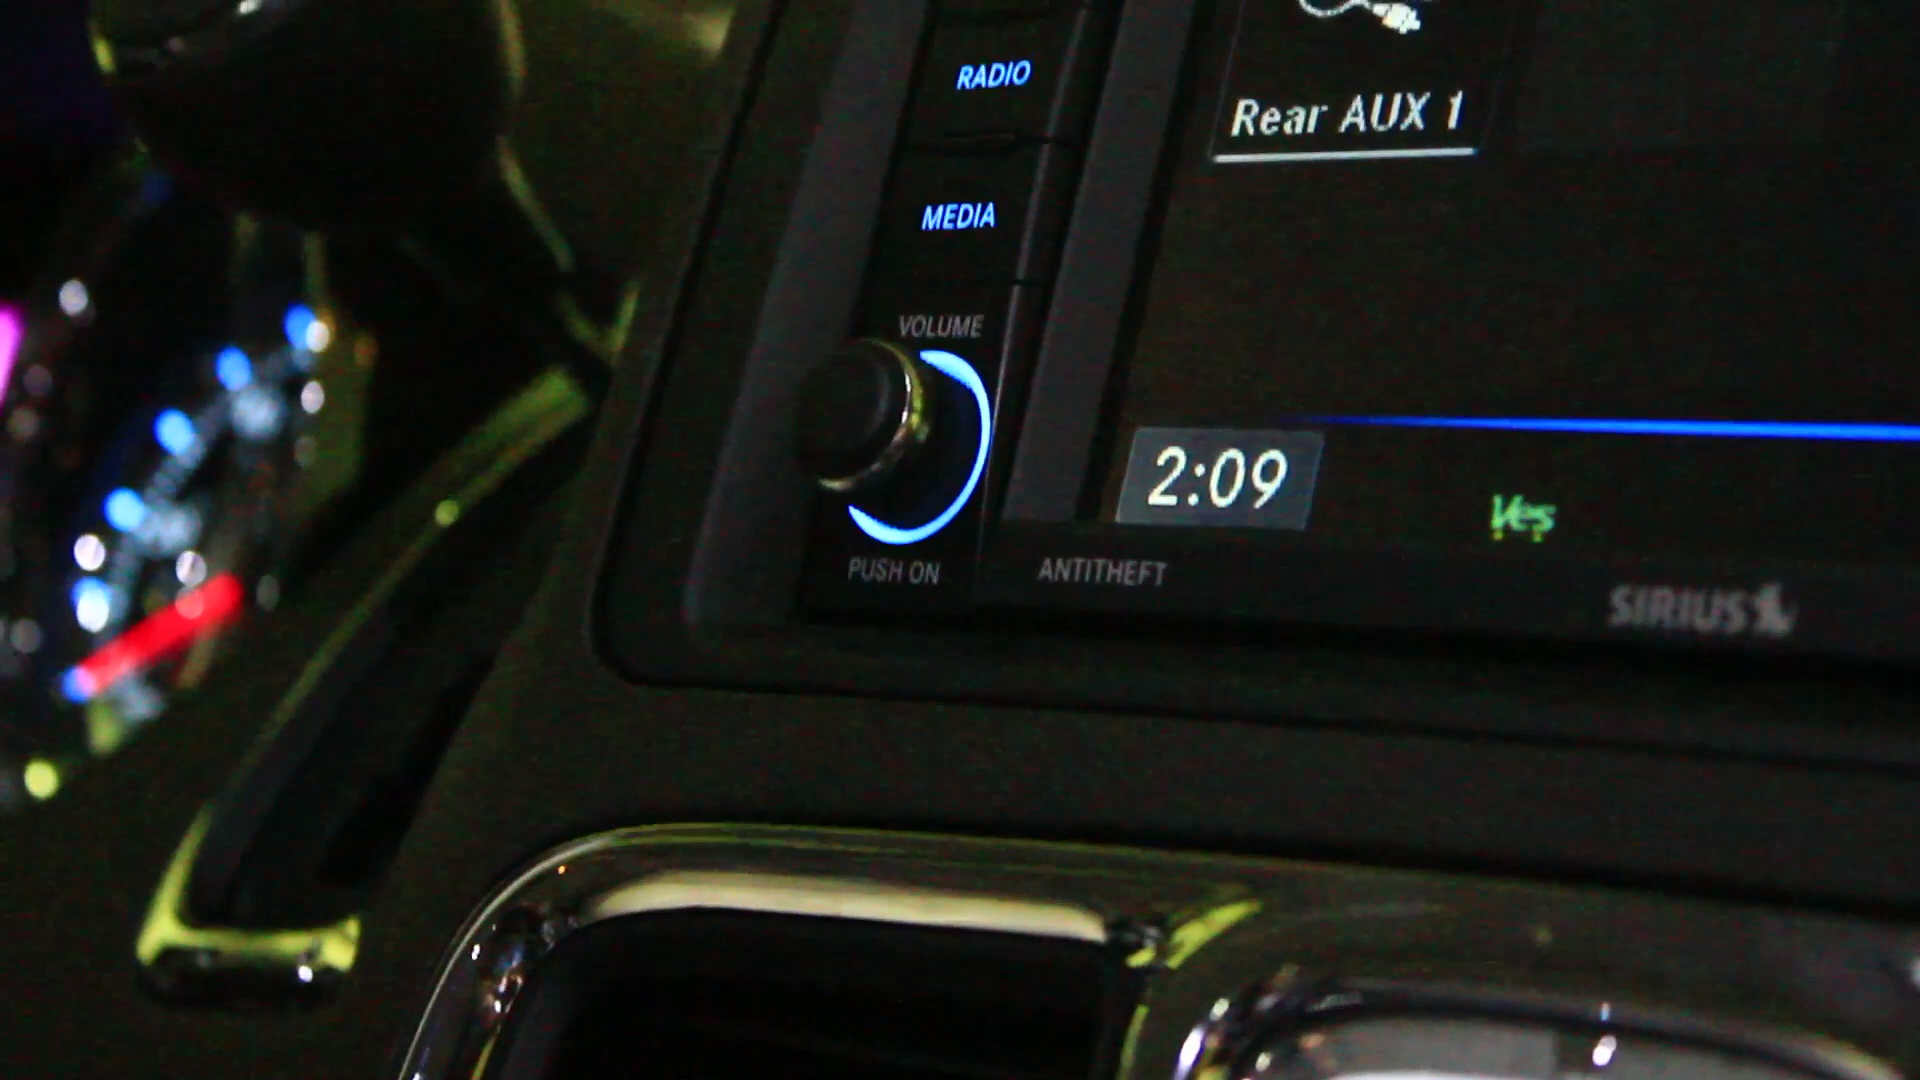 RADIO
Rear AUX 1
MEDIA
VOLUME
2:09
Yes
PUSH ON
ANTITHEFT
SIRIUS